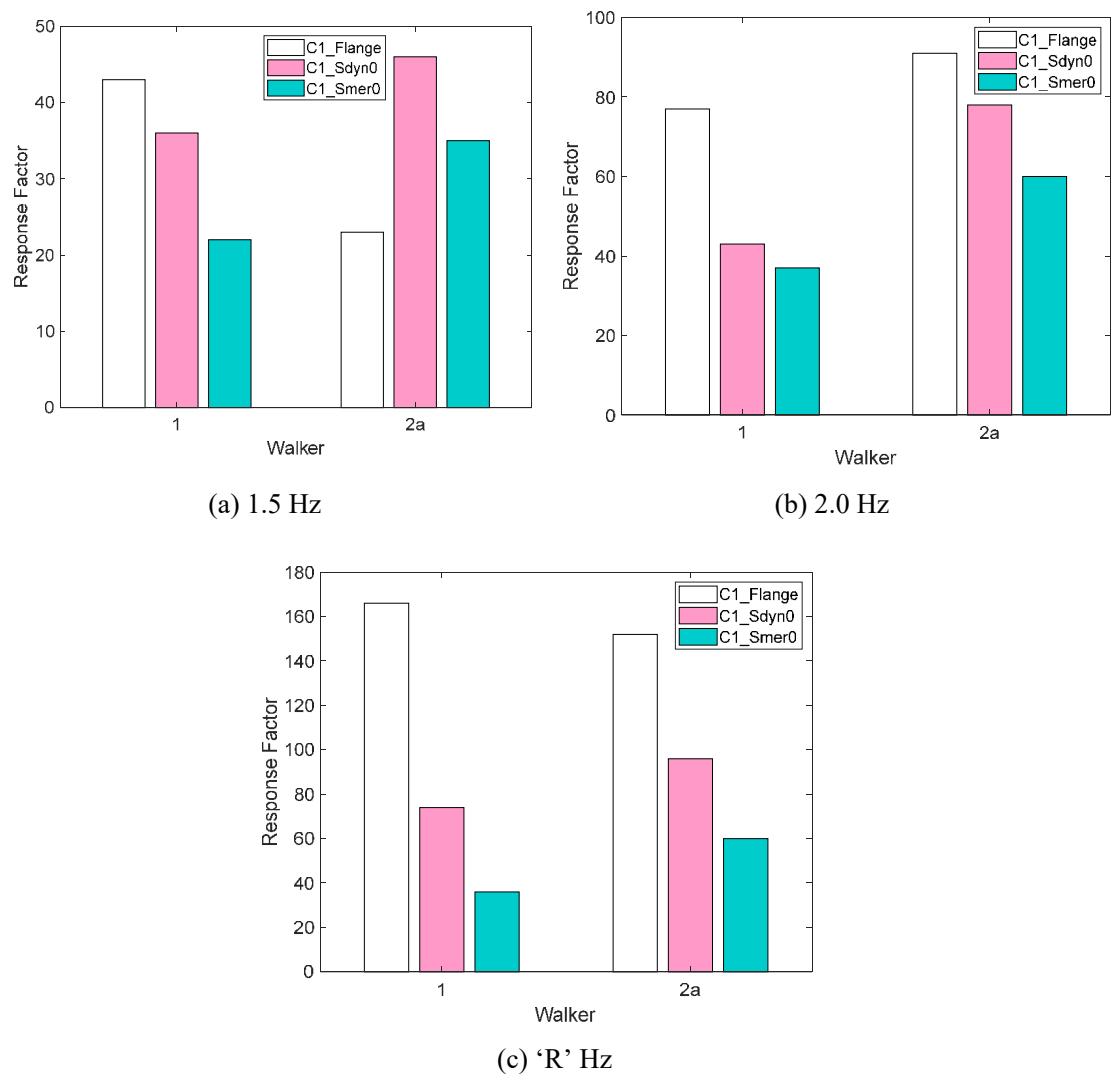 50
40
30
20
10
0
Response Factor
C1_Flange
C1_Sdyn0
C1_Smer0
1
2a
Walker
(a) 1.5 Hz
100
80
60
40
20
0
Response Factor
C1_Flange
C1_Sdyn0
C1_Smer0
1
2a
Walker
(b) 2.0 Hz
180
160
140
120
100
80
60
40
20
0
Response Factor
C1_Flange
C1_Sdyn0
C1_Smer0
1
2a
Walker
(c) ‘R’ Hz